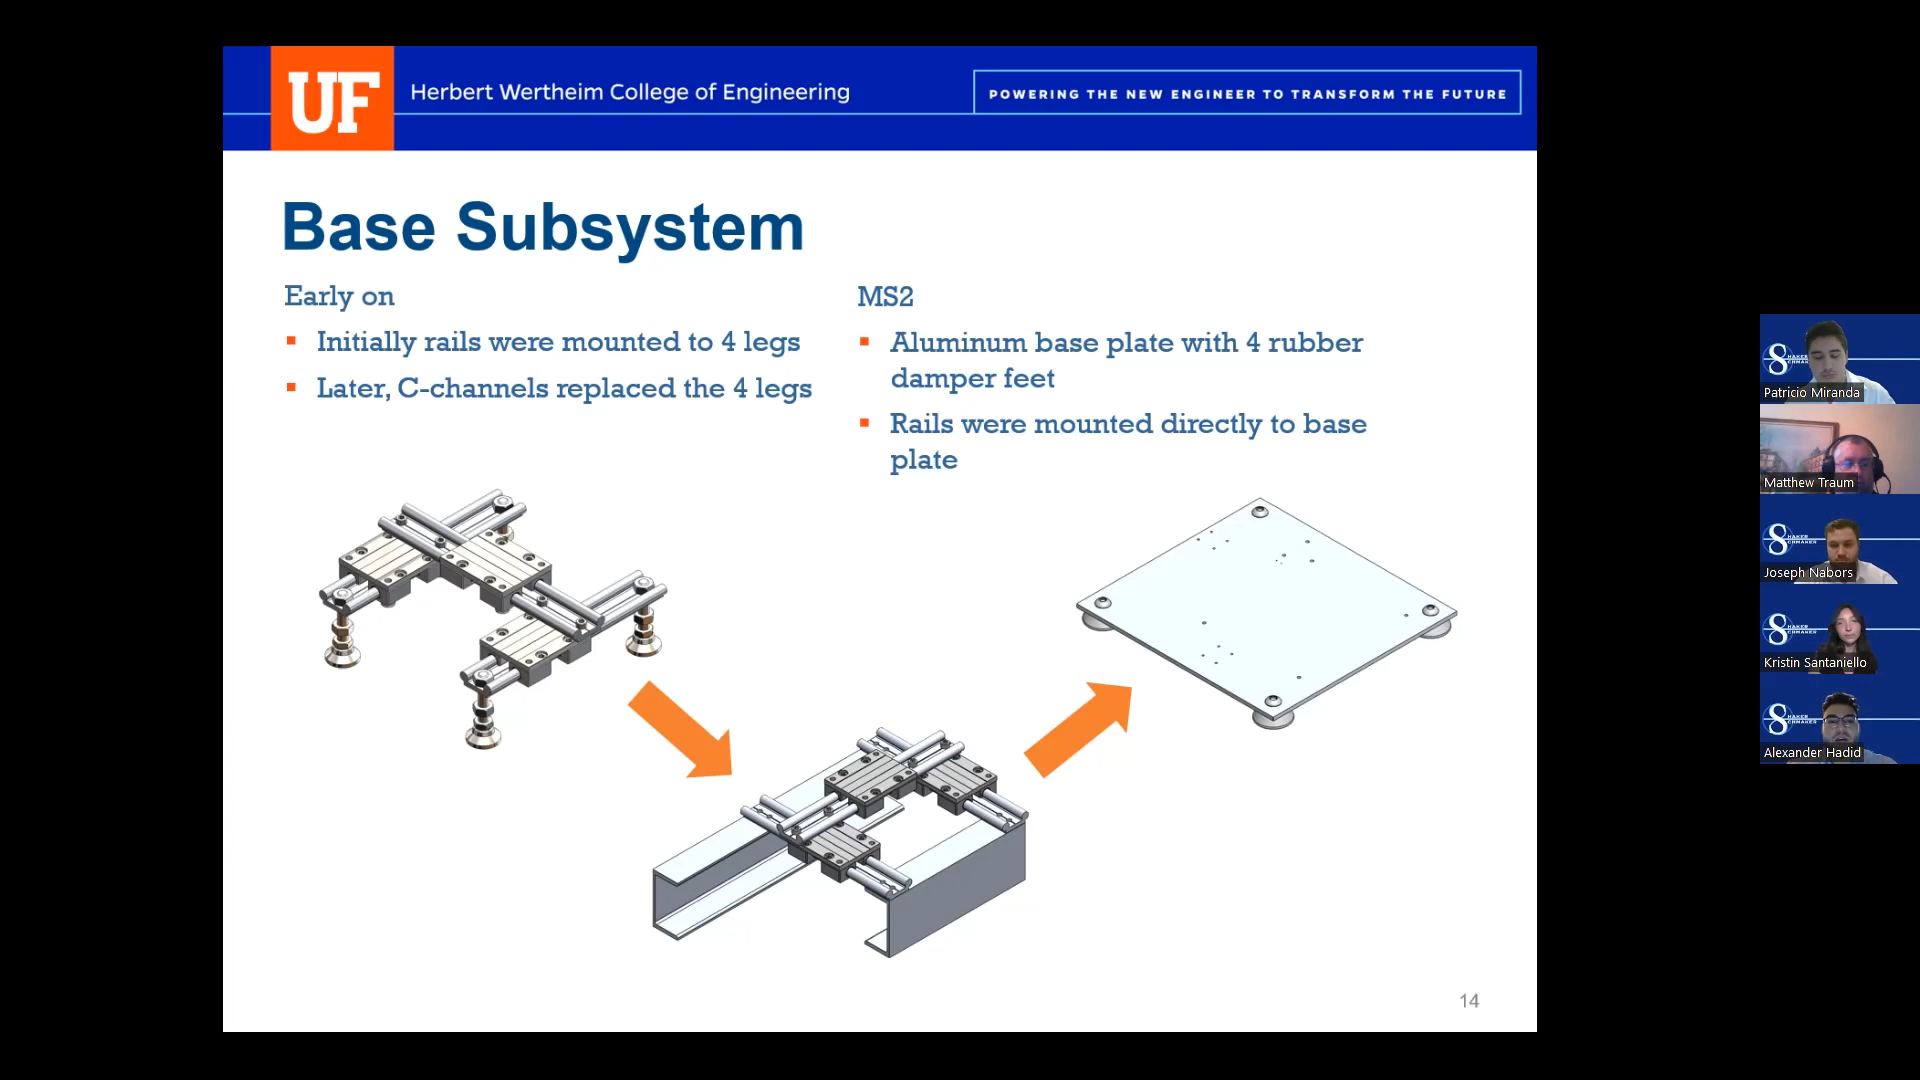 UF Herbert Wertheim College of Engineering
POWERING THE NEW ENGINEER TO TRANSFORM THE FUTURE
Base Subsystem
Early on
Initially rails were mounted to 4 legs
Later, C-channels replaced the 4 legs
MS2
Aluminum base plate with 4 rubber
damper feet
Rails were mounted directly to base
plate
14
Patricio Miranda
Matthew Traum
Joseph Nabors
Kristin Santaniello
Alexander Hadid